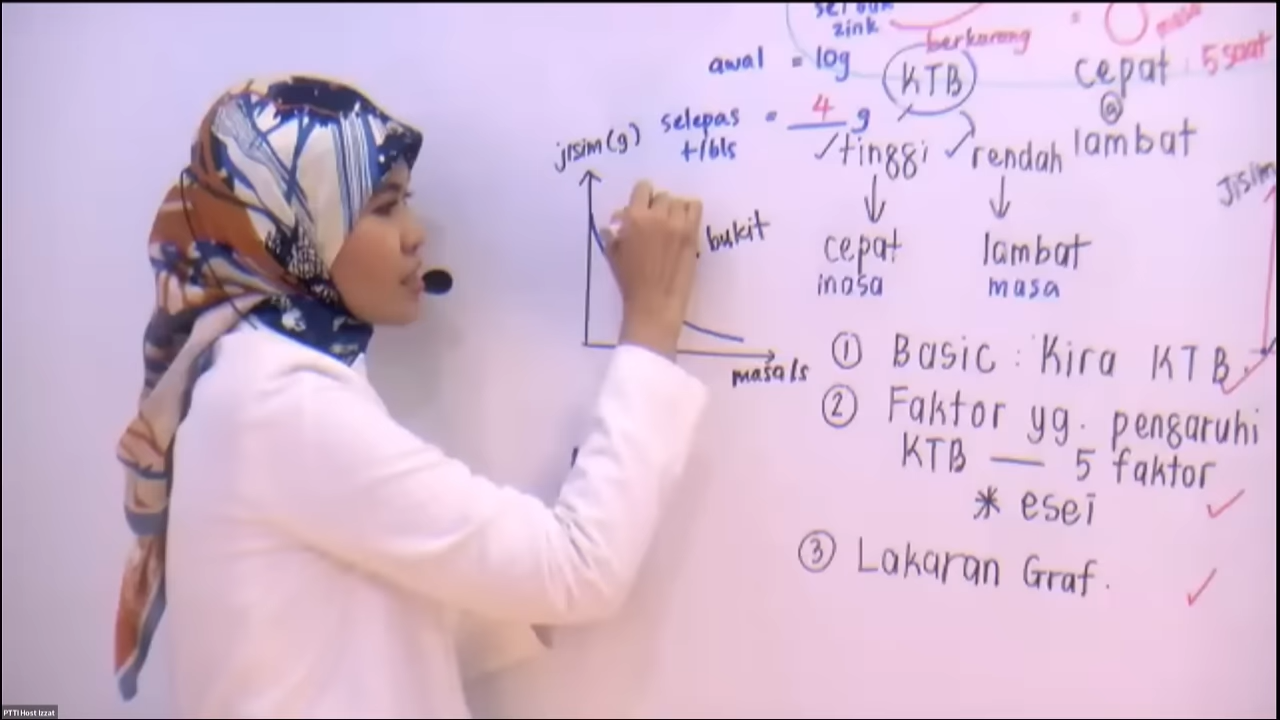 serbuk
zink
berkurang
=
awal = 10g
KTB
cepat : 5 saat
@
lambat
selepas = 4 g
t/bls
✓tinggi ✓rendah
jisim(g)
Jisim
bukit
cepat
masa
lambat
masa
masa/s
① Basic : Kira KTB.
② Faktor yg. pengaruhi
KTB — 5 faktor
* esei
③ Lakaran Graf.
PTTI Host Izzat